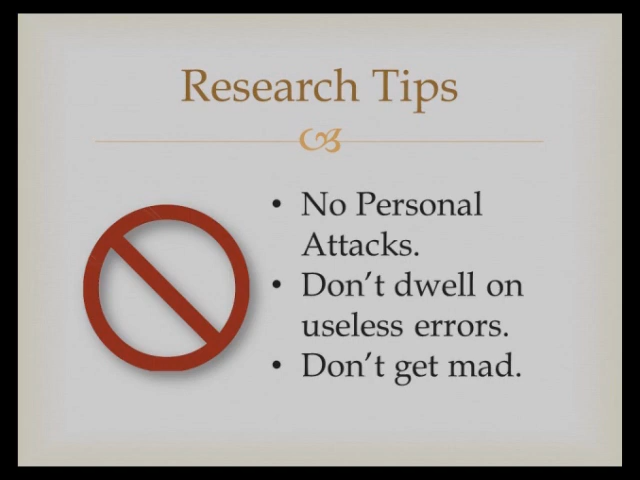 Research Tips
• No Personal
Attacks.
• Don't dwell on
useless errors.
• Don't get mad.